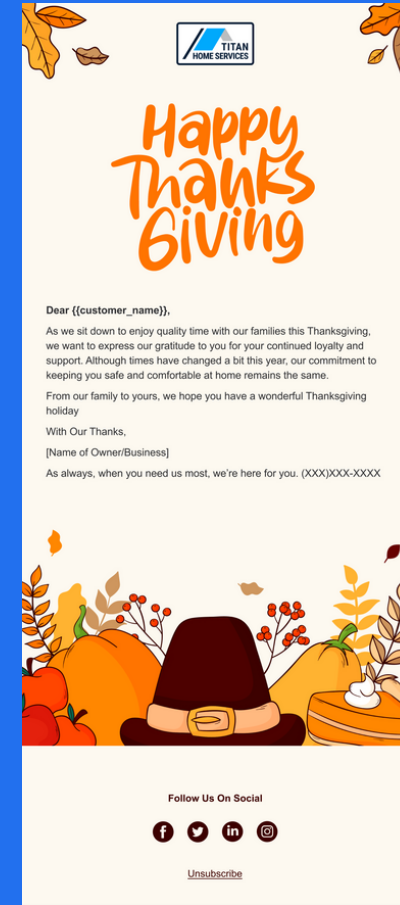 TITAN
HOME SERVICES
Happy
Thanks
Giving
Dear {{customer_name}},
As we sit down to enjoy quality time with our families this Thanksgiving,
we want to express our gratitude to you for your continued loyalty and
support. Although times have changed a bit this year, our commitment to
keeping you safe and comfortable at home remains the same.
From our family to yours, we hope you have a wonderful Thanksgiving
holiday
With Our Thanks,
[Name of Owner/Business]
As always, when you need us most, we’re here for you. (XXX)XXX-XXXX
Follow Us On Social
Unsubscribe